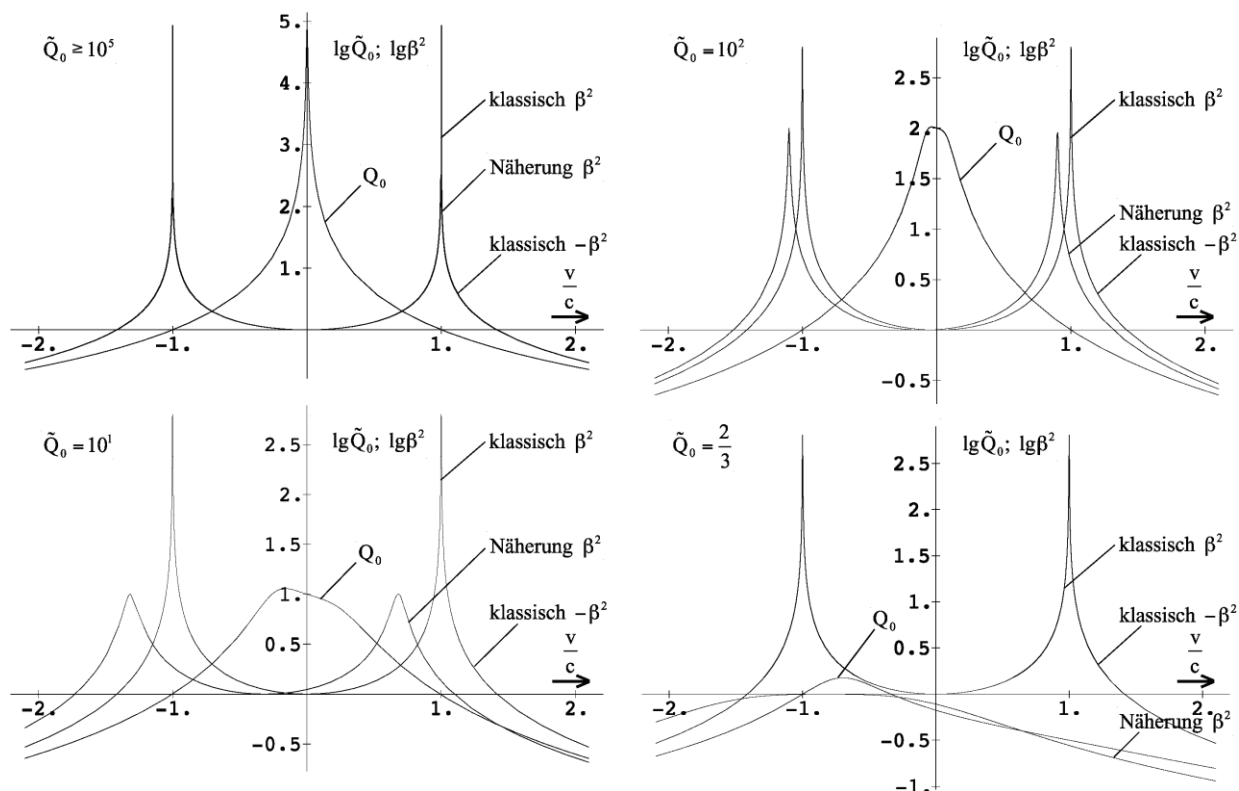 Q̃₀ ≥ 10⁵
lgQ̃₀; lgβ²
5.
4.
3.
2.
1.
klassisch β²
Näherung β²
Q₀
klassisch −β²
v/c
-2.
-1.
1.
2.
Q̃₀ = 10²
lgQ̃₀; lgβ²
2.5
2.
1.5
1.
0.5
-0.5
klassisch β²
Q₀
Näherung β²
klassisch −β²
v/c
-2.
-1.
1.
2.
Q̃₀ = 10¹
lgQ̃₀; lgβ²
2.5
2.
1.5
1.
0.5
-0.5
klassisch β²
Q₀
Näherung β²
klassisch −β²
v/c
-2.
-1.
1.
2.
Q̃₀ = 2/3
lgQ̃₀; lgβ²
2.5
2.
1.5
1.
0.5
-0.5
-1.
klassisch β²
Q₀
klassisch −β²
v/c
Näherung β²
-2.
-1.
1.
2.